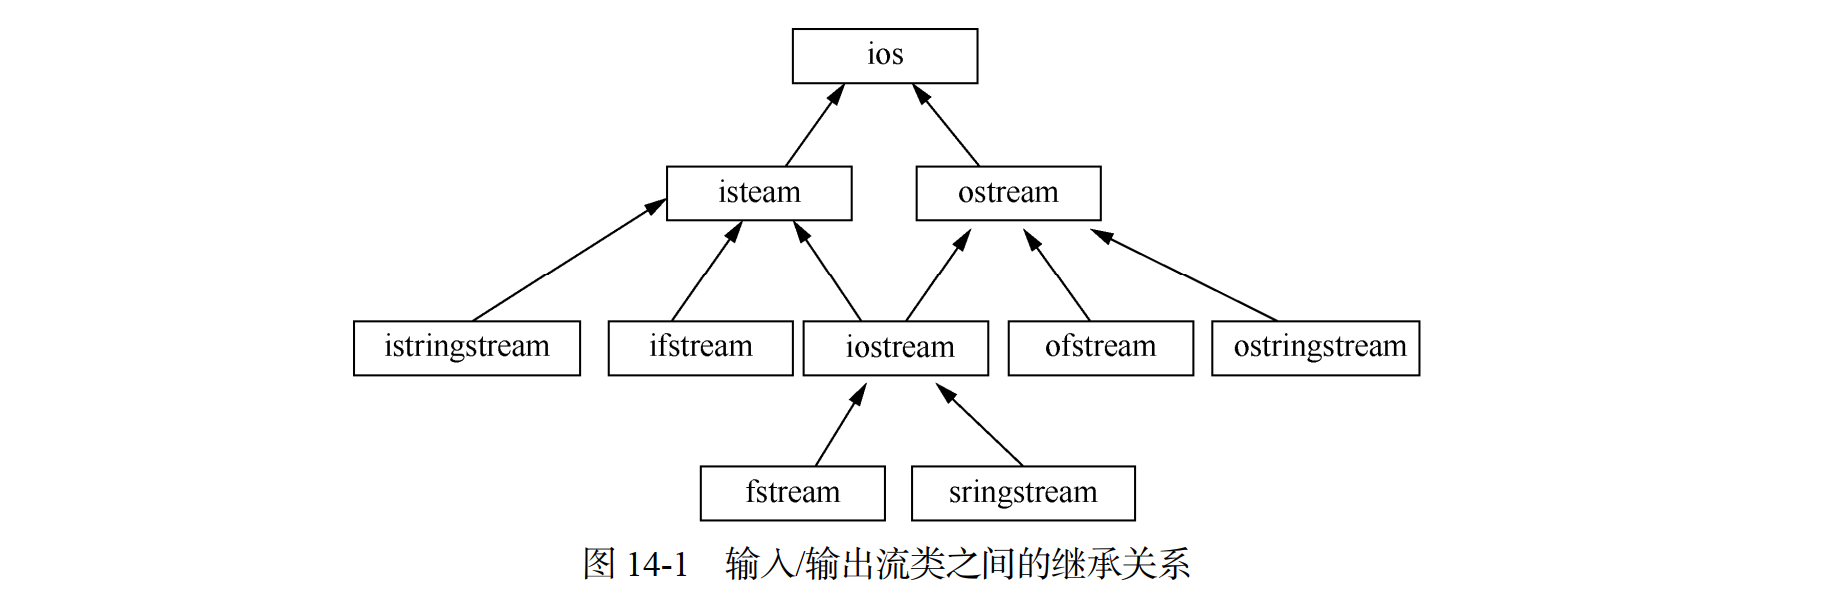 ios
isteam
ostream
istringstream
ifstream
iostream
ofstream
ostringstream
fstream
sringstream
图 14-1 输入/输出流类之间的继承关系